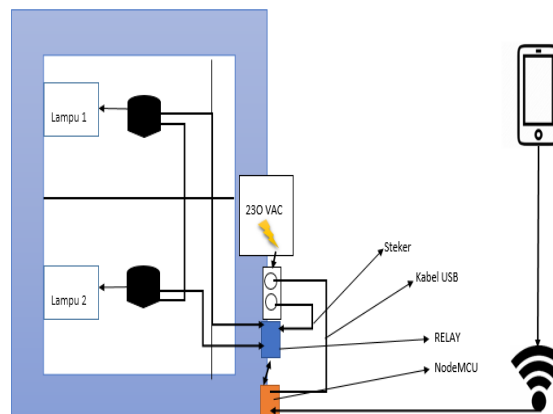 Lampu 1
230 VAC
Steker
Kabel USB
Lampu 2
RELAY
NodeMCU